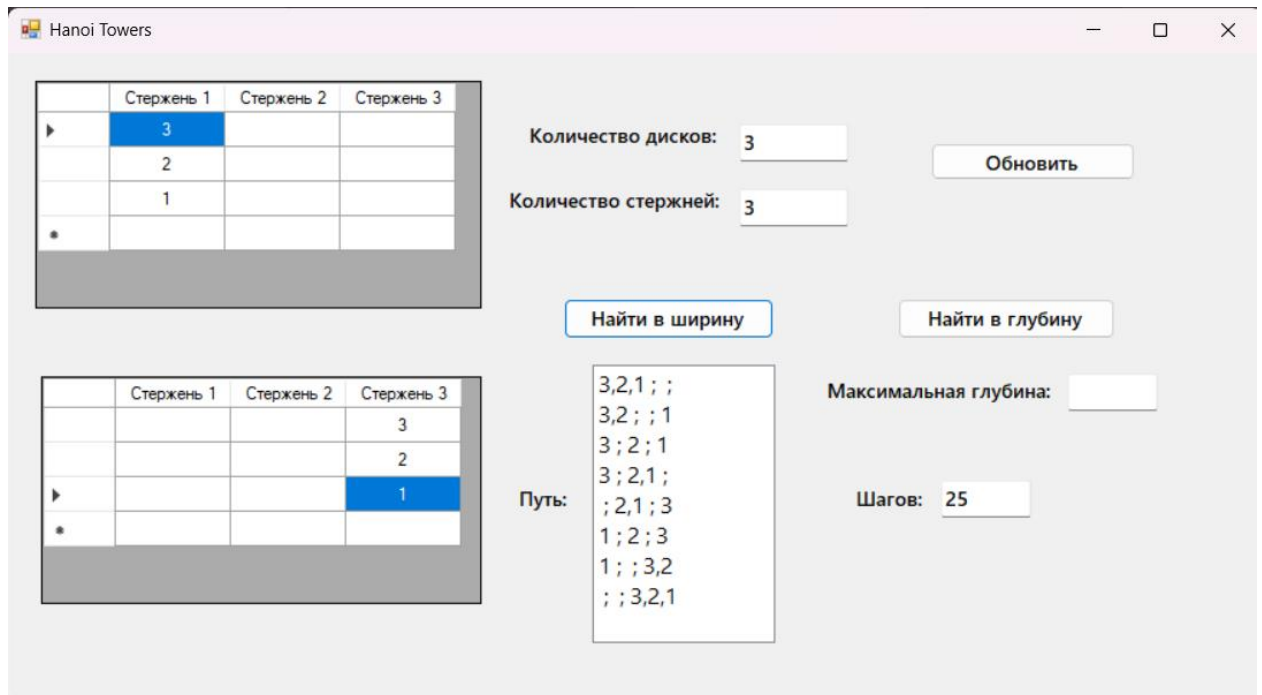 Hanoi Towers
Стержень 1 Стержень 2 Стержень 3
3
2
1
Количество дисков: 3
Количество стержней: 3
Обновить
Найти в ширину
Найти в глубину
Стержень 1 Стержень 2 Стержень 3
3
2
1
Путь:
3,2,1 ; ;
3,2 ; ; 1
3 ; 2 ; 1
3 ; 2,1 ;
; 2,1 ; 3
1 ; 2 ; 3
1 ; ; 3,2
; ; 3,2,1
Максимальная глубина:
Шагов: 25